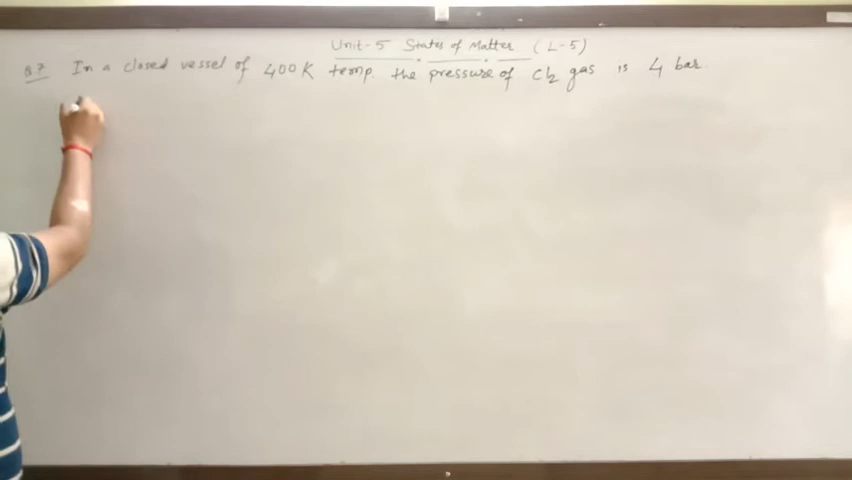 Unit-5 States of Matter (L-5)
Q7 In a closed vessel of 400K temp. the pressure of Cl2 gas is 4 bar.